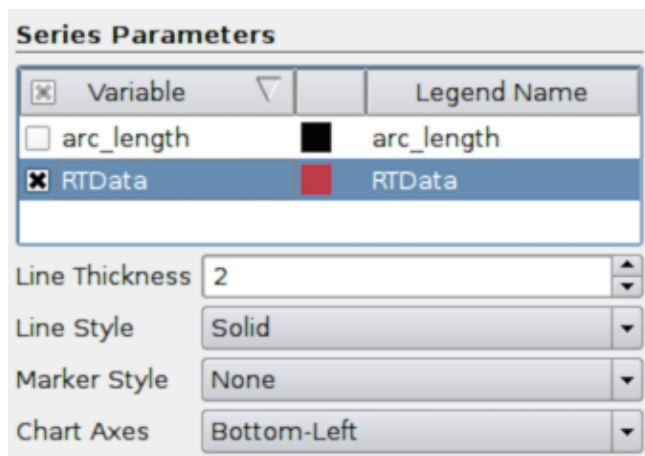 Series Parameters
Variable Legend Name
arc_length arc_length
RTData RTData
Line Thickness 2
Line Style Solid
Marker Style None
Chart Axes Bottom-Left